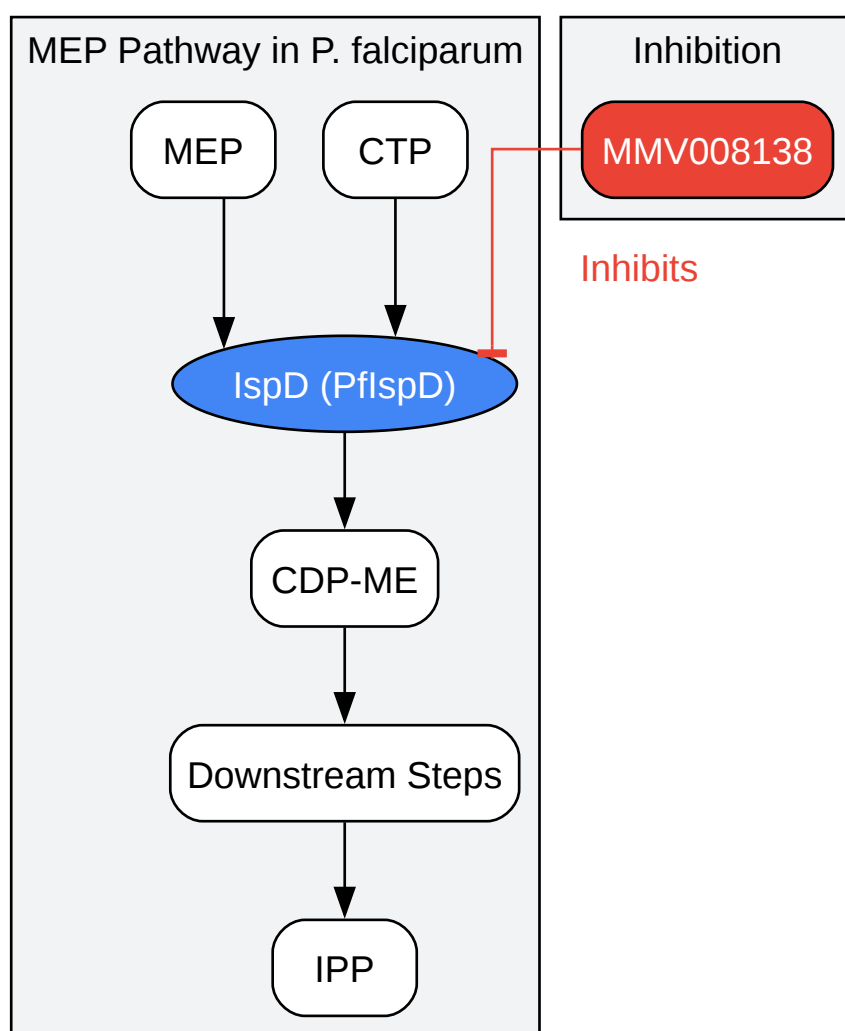 MEP Pathway in P. falciparum
Inhibition
MEP
CTP
MMV008138
Inhibits
IspD (PfIspD)
CDP-ME
Downstream Steps
IPP